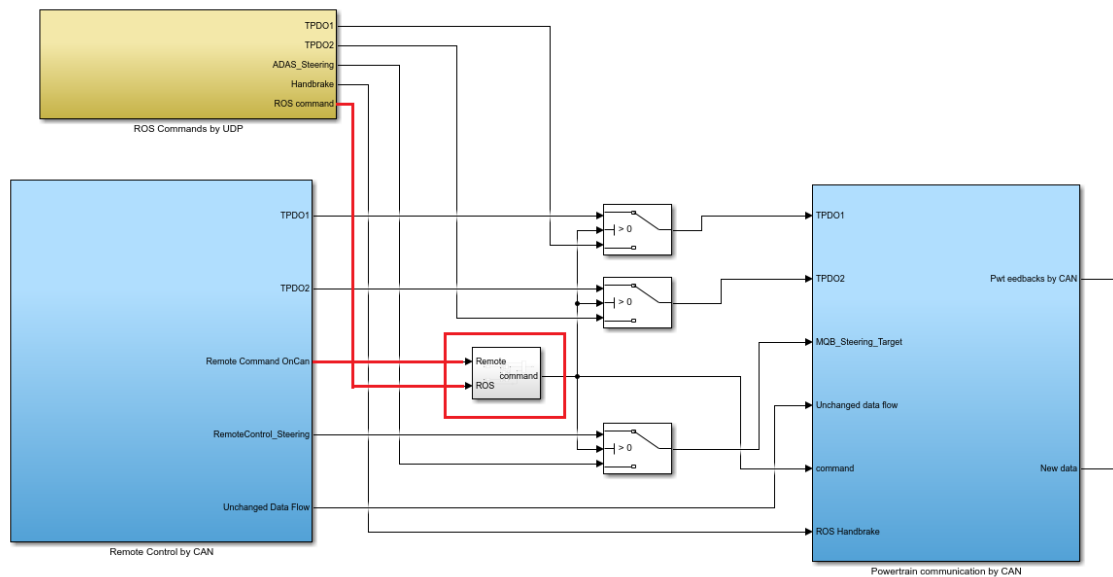 TPDO1
TPDO2
ADAS_Steering
Handbrake
ROS command
ROS Commands by UDP
TPDO1
TPDO2
Remote Command OnCan
RemoteControl_Steering
Unchanged Data Flow
Remote Control by CAN
> 0
> 0
Remote
command
ROS
> 0
TPDO1
TPDO2
MQB_Steering_Target
Unchanged data flow
command
ROS Handbrake
Pwt eedbacks by CAN
New data
Powertrain communication by CAN